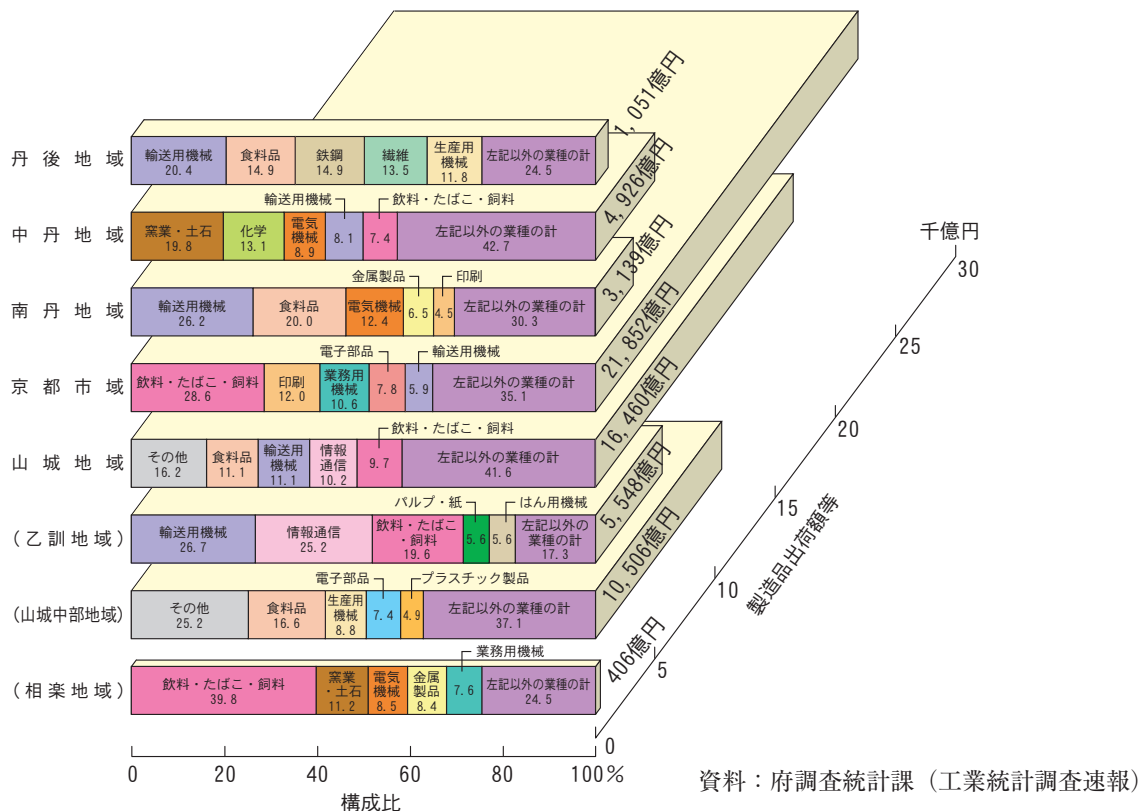 1,051億円
丹後地域
輸送用機械 20.4
食料品 14.9
鉄鋼 14.9
繊維 13.5
生産用機械 11.8
左記以外の業種の計 24.5
4,926億円
輸送用機械
飲料・たばこ・飼料
中丹地域
窯業・土石 19.8
化学 13.1
電気機械 8.9
8.1
7.4
左記以外の業種の計 42.7
3,139億円
金属製品
印刷
南丹地域
輸送用機械 26.2
食料品 20.0
電気機械 12.4
6.5
4.5
左記以外の業種の計 30.3
21,852億円
電子部品
輸送用機械
京都市域
飲料・たばこ・飼料 28.6
印刷 12.0
業務用機械 10.6
7.8
5.9
左記以外の業種の計 35.1
16,460億円
飲料・たばこ・飼料
山城地域
その他 16.2
食料品 11.1
輸送用機械 11.1
情報通信 10.2
9.7
左記以外の業種の計 41.6
5,548億円
パルプ・紙
はん用機械
(乙訓地域)
輸送用機械 26.7
情報通信 25.2
飲料・たばこ・飼料 19.6
5.6
5.6
左記以外の業種の計 17.3
10,506億円
電子部品
プラスチック製品
(山城中部地域)
その他 25.2
食料品 16.6
生産用機械 8.8
7.4
4.9
左記以外の業種の計 37.1
406億円
業務用機械
(相楽地域)
飲料・たばこ・飼料 39.8
窯業・土石 11.2
電気機械 8.5
金属製品 8.4
7.6
左記以外の業種の計 24.5
千億円
30
25
20
15
10
5
0
製造品出荷額等
0 20 40 60 80 100%
構成比
資料：府調査統計課（工業統計調査速報）